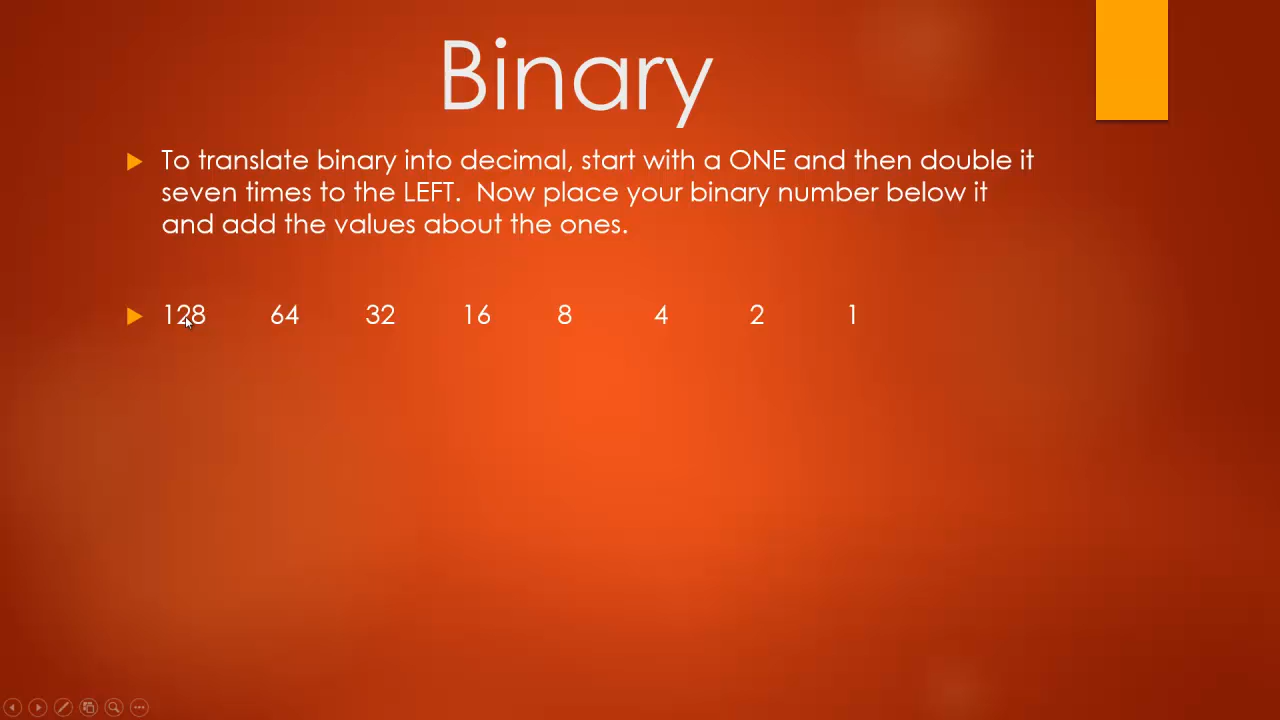 Binary
To translate binary into decimal, start with a ONE and then double it
seven times to the LEFT.  Now place your binary number below it
and add the values about the ones.
128 64 32 16 8 4 2 1